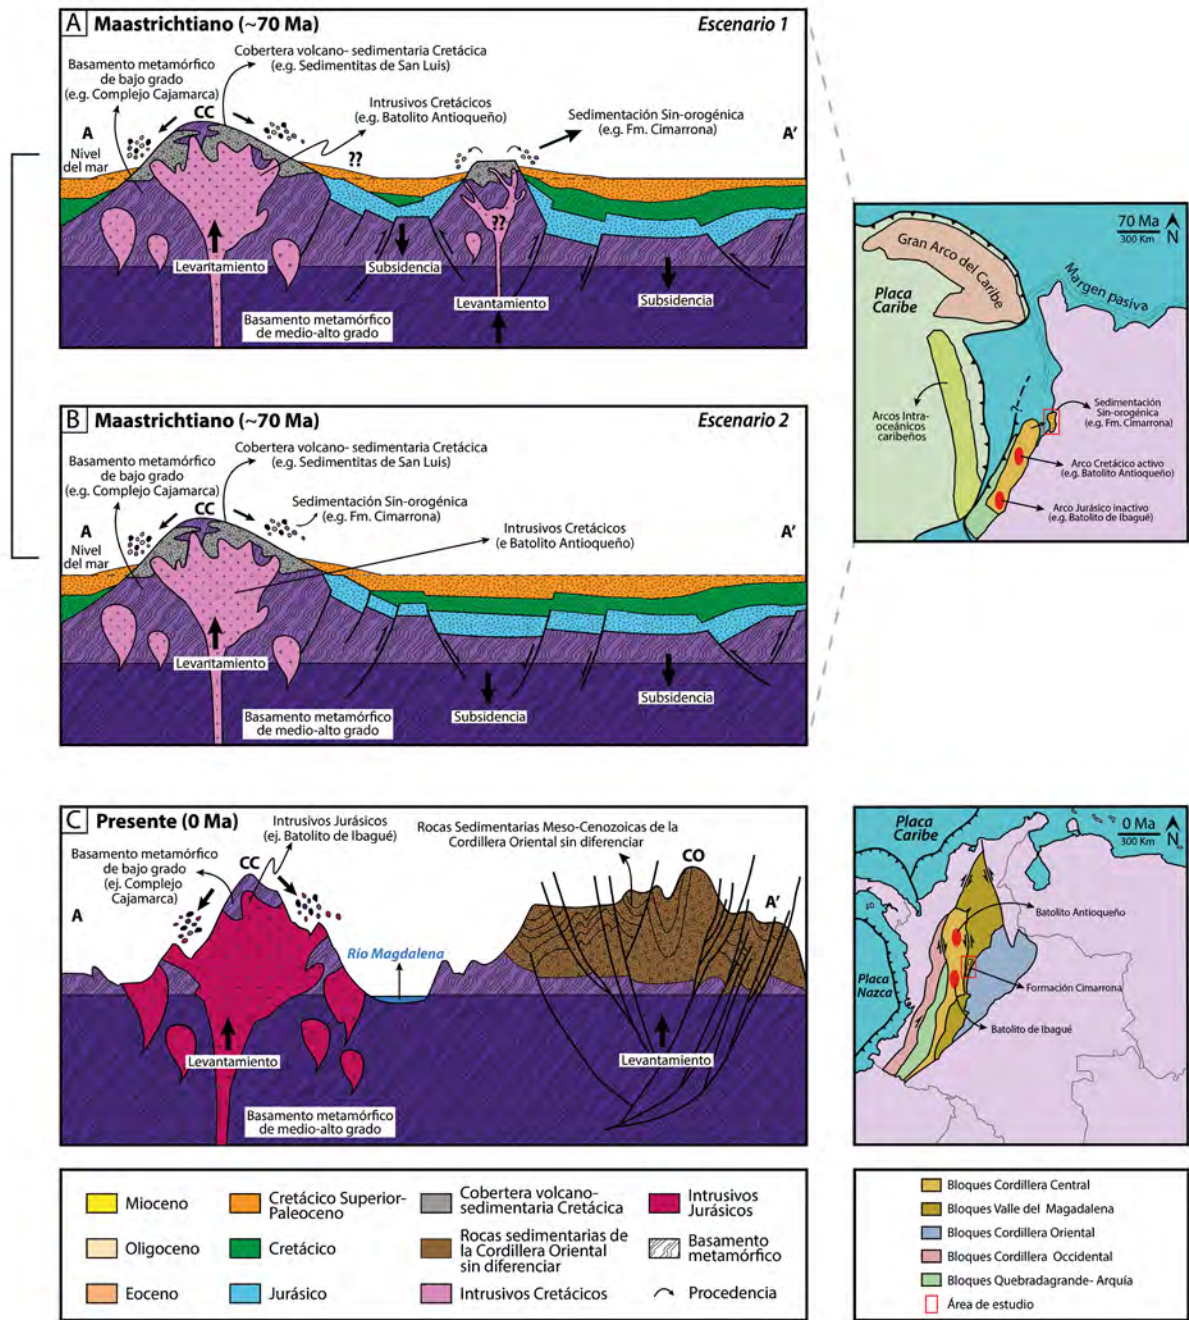 A Maastrichtiano (~70 Ma)
Escenario 1
Cobertera volcano- sedimentaria Cretácica
(e.g. Sedimentitas de San Luis)
Basamento metamórfico
de bajo grado
(e.g. Complejo Cajamarca)
CC
Intrusivos Cretácicos
(e.g. Batolito Antioqueño)
Sedimentación Sin-orogénica
(e.g. Fm. Cimarrona)
A
A'
Nivel
del mar
??
??
Levantamiento
Subsidencia
Levantamiento
Subsidencia
Basamento metamórfico
de medio-alto grado
B Maastrichtiano (~70 Ma)
Escenario 2
Cobertera volcano- sedimentaria Cretácica
(e.g. Sedimentitas de San Luis)
Basamento metamórfico
de bajo grado
(e.g. Complejo Cajamarca)
CC
Sedimentación Sin-orogénica
(e.g. Fm. Cimarrona)
Intrusivos Cretácicos
(e Batolito Antioqueño)
A
A'
Nivel
del mar
Levantamiento
Subsidencia
Subsidencia
Basamento metamórfico
de medio-alto grado
70 Ma
300 Km
N
Gran Arco del Caribe
Placa
Caribe
Margen pasiva
Arcos Intra-
oceánicos
caribeños
?
Sedimentación
Sin-orogénica
(e.g. Fm. Cimarrona)
Arco Cretácico activo
(e.g. Batolito Antioqueño)
Arco Jurásico inactivo
(e.g. Batolito de Ibagué)
C Presente (0 Ma)
Intrusivos Jurásicos
(ej. Batolito de Ibagué)
Rocas Sedimentarias Meso-Cenozoicas de la
Cordillera Oriental sin diferenciar
Basamento metamórfico
de bajo grado
(ej. Complejo
Cajamarca)
CC
CO
A
A'
Río Magdalena
Levantamiento
Levantamiento
Basamento metamórfico
de medio-alto grado
0 Ma
300 Km
N
Placa
Caribe
Batolito Antioqueño
Placa
Nazca
Formación Cimarrona
Batolito de Ibagué
Mioceno
Oligoceno
Eoceno
Cretácico Superior-
Paleoceno
Cretácico
Jurásico
Cobertera volcano-
sedimentaria Cretácica
Rocas sedimentarias de
la Cordillera Oriental
sin diferenciar
Intrusivos Cretácicos
Intrusivos
Jurásicos
Basamento
metamórfico
Procedencia
Bloques Cordillera Central
Bloques Valle del Magadalena
Bloques Cordillera Oriental
Bloques Cordillera Occidental
Bloques Quebradagrande- Arquía
Área de estudio